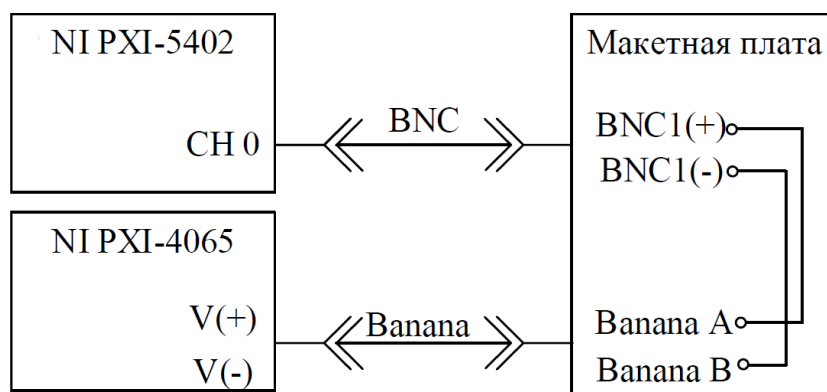 NI PXI-5402
CH 0
BNC
Макетная плата
BNC1(+)
BNC1(-)
NI PXI-4065
V(+)
V(-)
Banana
Banana A
Banana B